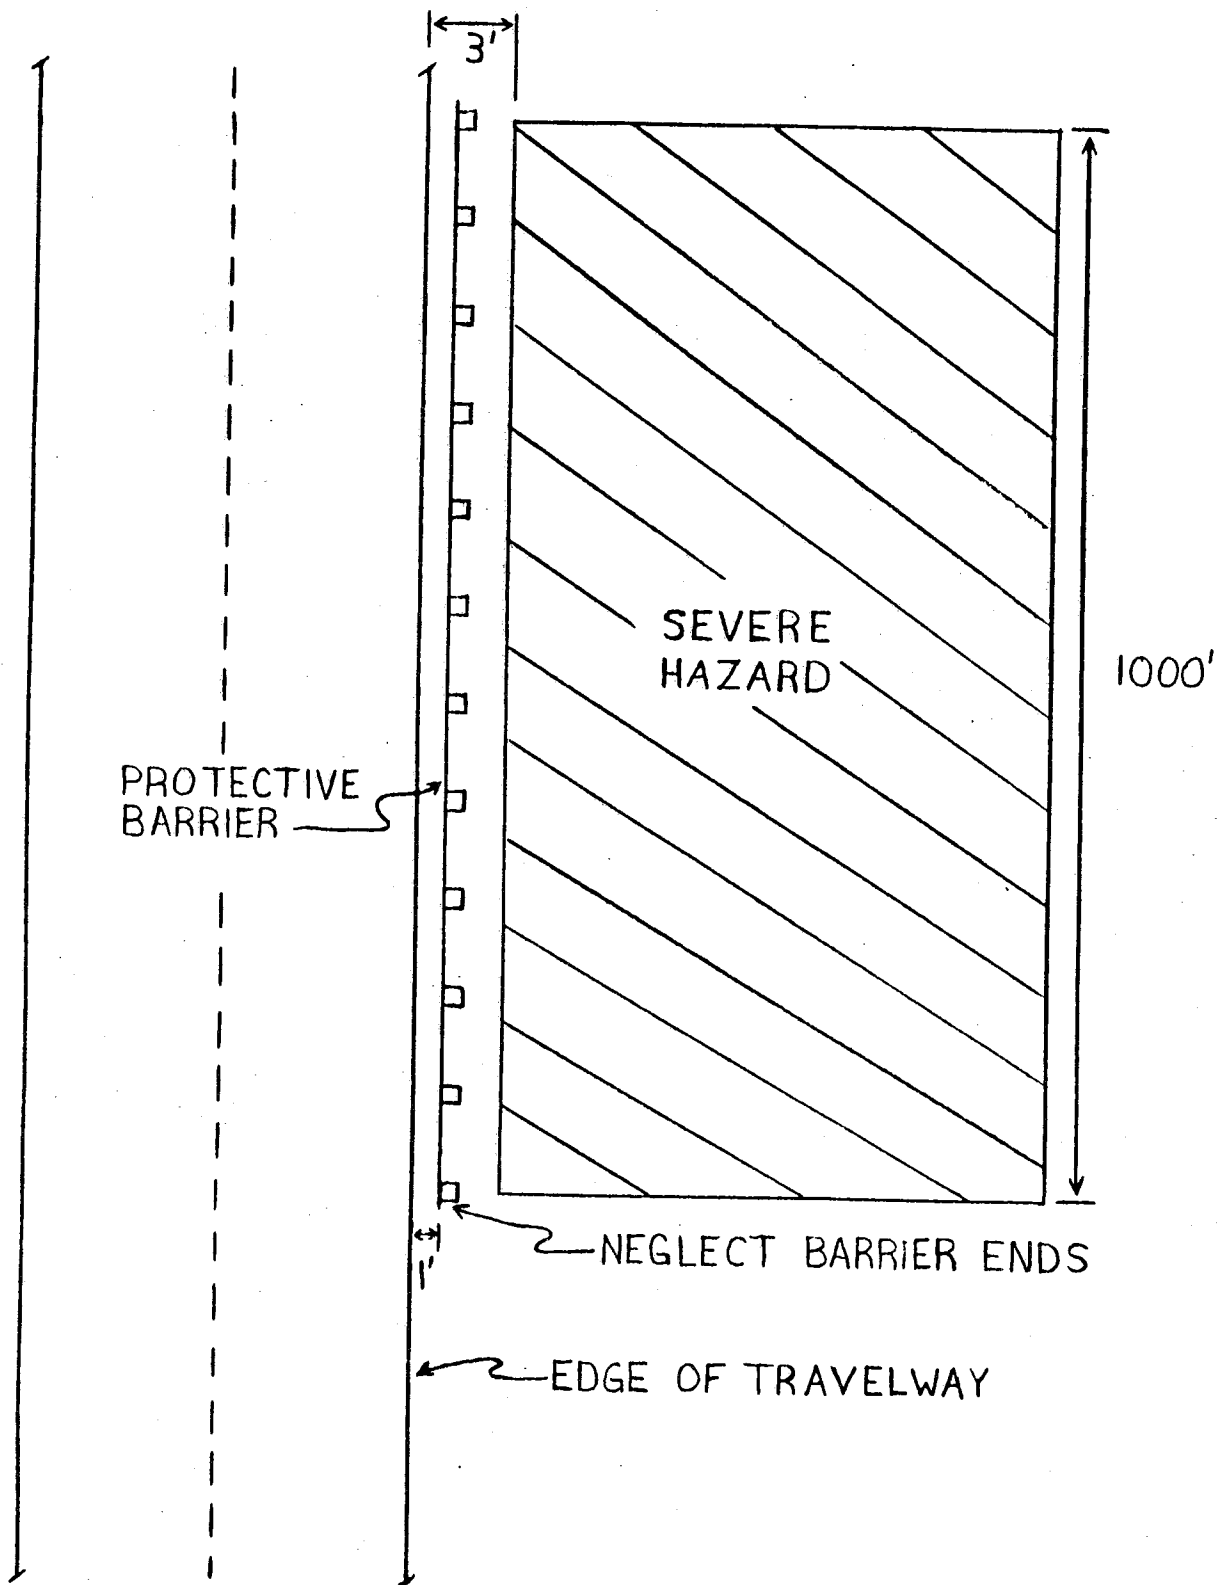 3'
SEVERE
HAZARD
1000'
PROTECTIVE
BARRIER
NEGLECT BARRIER ENDS
1'
EDGE OF TRAVELWAY